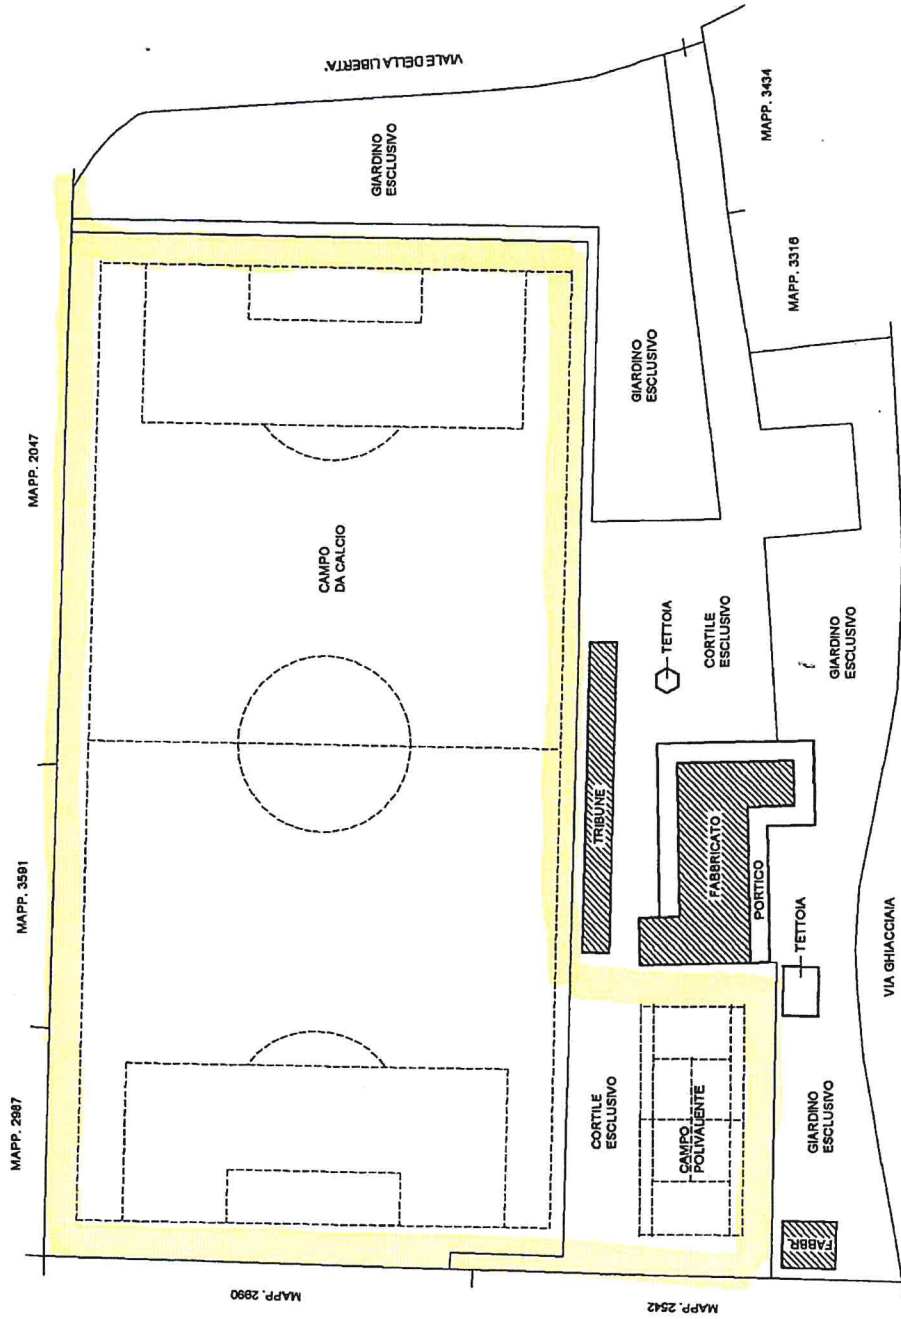 VIALE DELLA LIBERTA'
MAPP. 3434
MAPP. 3316
GIARDINO
ESCLUSIVO
GIARDINO
ESCLUSIVO
MAPP. 2047
CAMPO
DA CALCIO
TETTOIA
CORTILE
ESCLUSIVO
GIARDINO
ESCLUSIVO
TRIBUNE
FABBRICATO
PORTICO
TETTOIA
VIA GHIACCIAIA
MAPP. 3591
MAPP. 2987
CORTILE
ESCLUSIVO
CAMPO
POLIVALENTE
GIARDINO
ESCLUSIVO
FABBR.
MAPP. 2990
MAPP. 2542